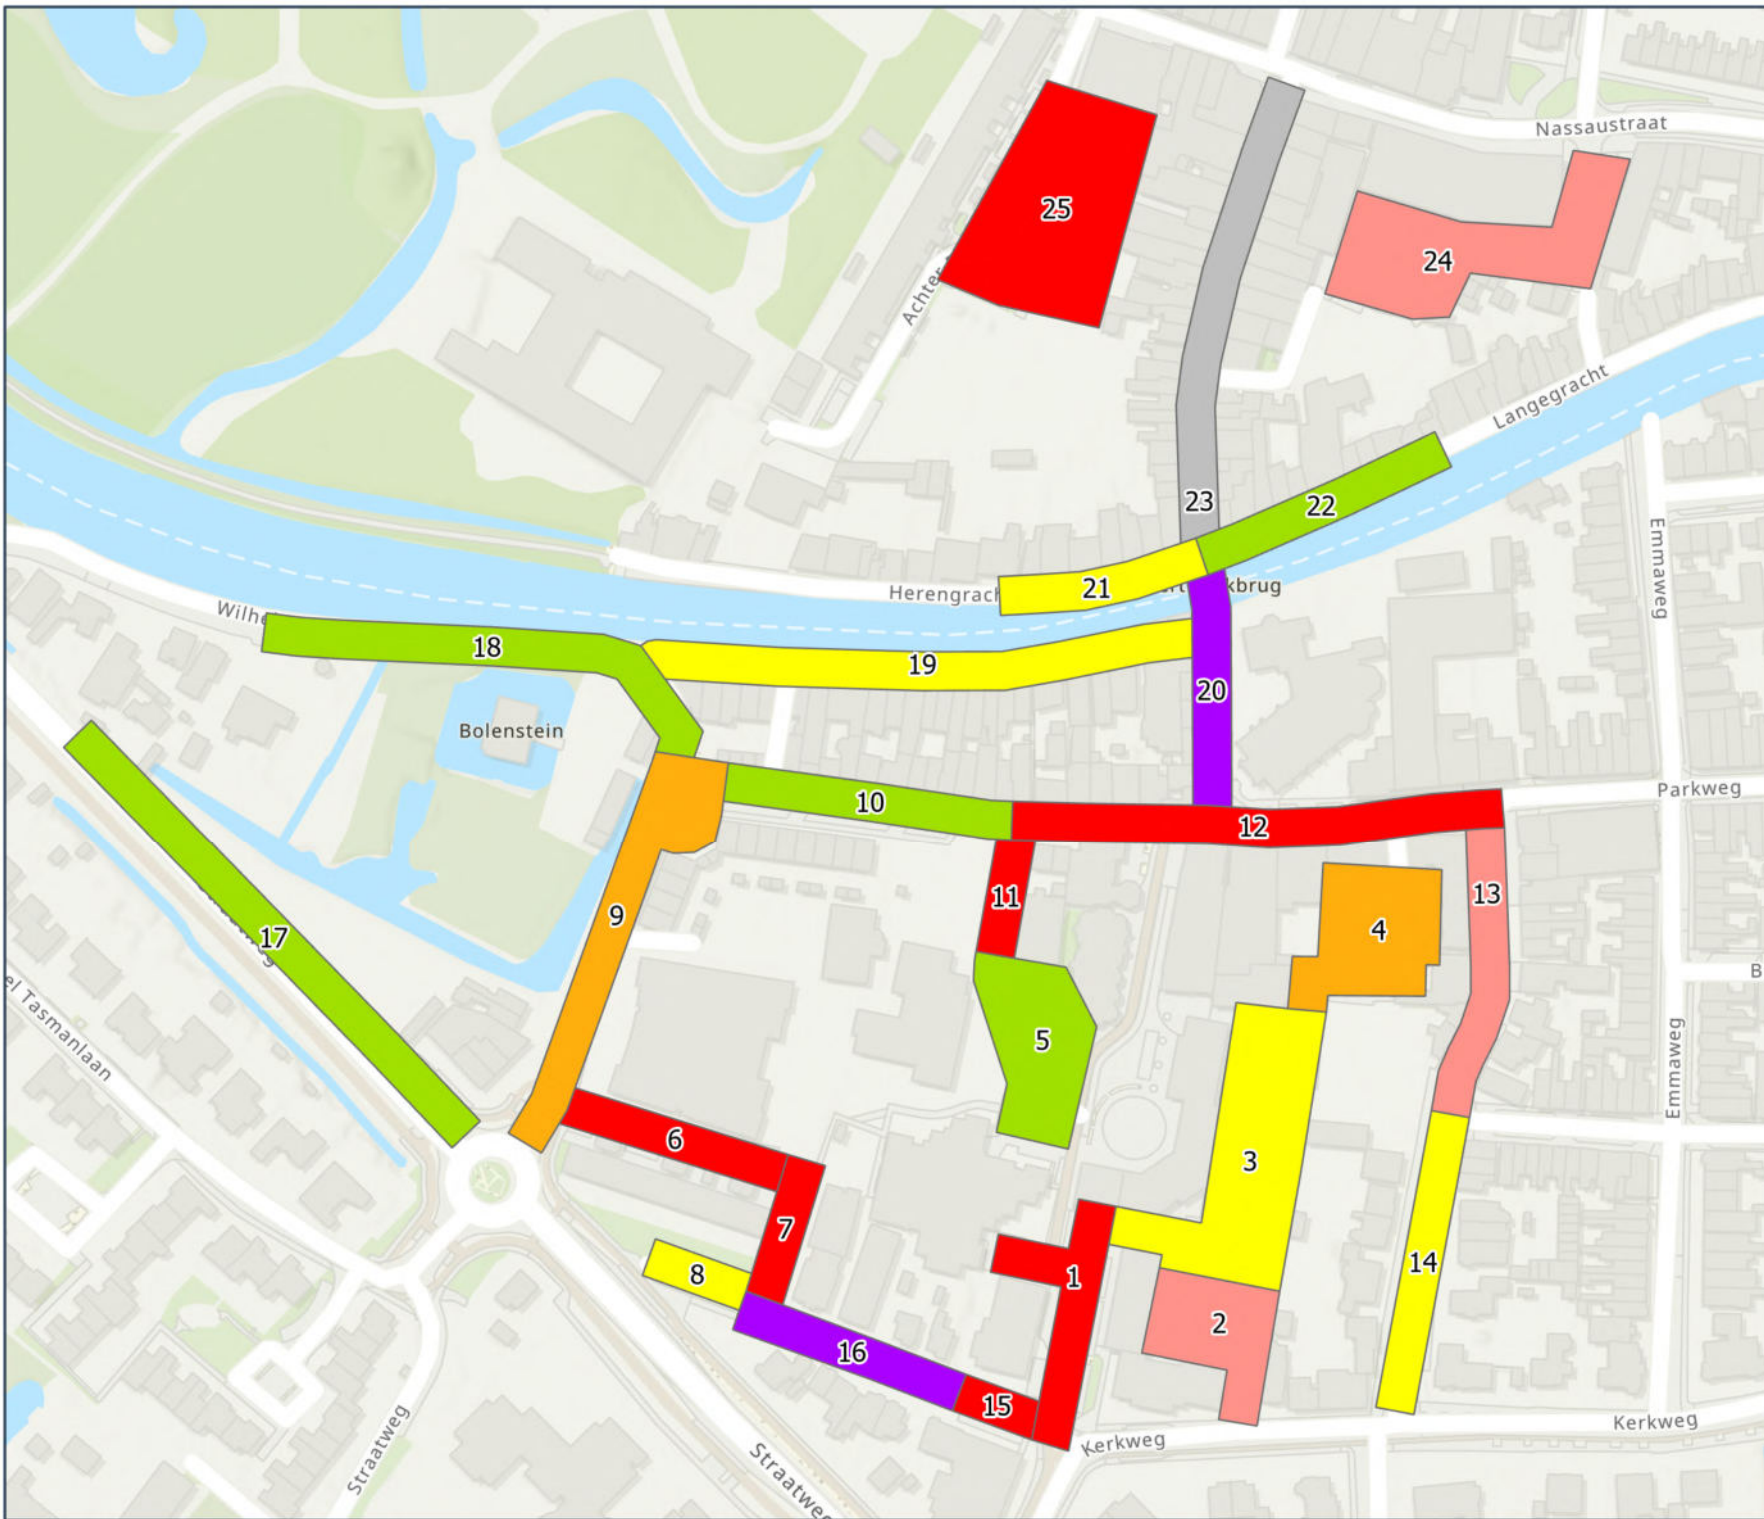 Nassaustraat
25
24
Achter
Langegracht
23
22
Emmaweg
Herengrach
21
kbrug
Wilhe
18
19
20
Bolenstein
Parkweg
10
12
13
11
4
9
17
el Tasmanlaan
5
B
Emmaweg
6
3
7
8
1
14
2
16
15
Straatweg
Kerkweg
Kerkweg
Straatweg